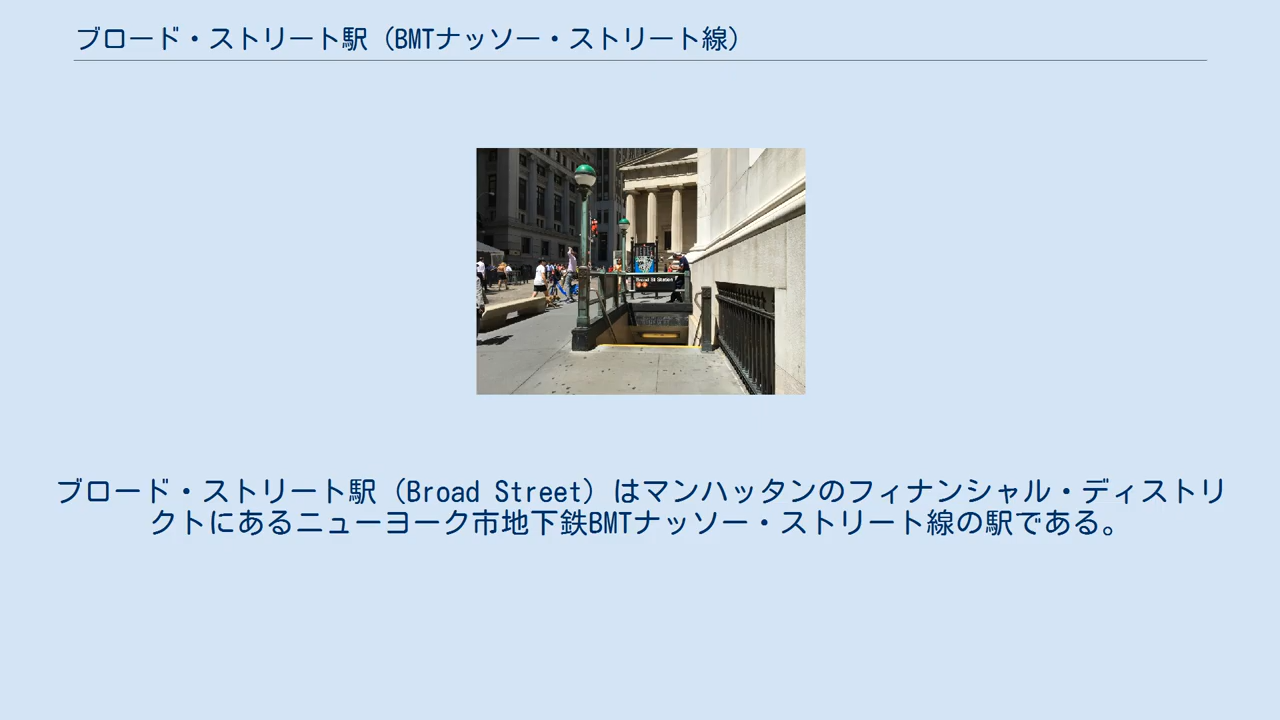 ブロード・ストリート駅（BMTナッソー・ストリート線）
Broad St Station
ブロード・ストリート駅（Broad Street）はマンハッタンのフィナンシャル・ディストリ
クトにあるニューヨーク市地下鉄BMTナッソー・ストリート線の駅である。